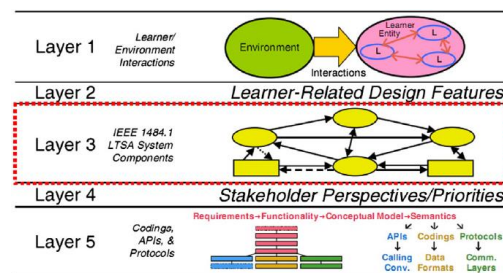 Layer 1
Learner/
Environment
Interactions
Environment
Interactions
Learner
Entity
L
L
L
Layer 2
Learner-Related Design Features
Layer 3
IEEE 1484.1
LTSA System
Components
Layer 4
Stakeholder Perspectives/Priorities
Layer 5
Codings,
APIs, &
Protocols
Requirements→Functionality→Conceptual Model→Semantics
APIs Codings Protocols
Calling Data Comm.
Conv. Formats Layers.